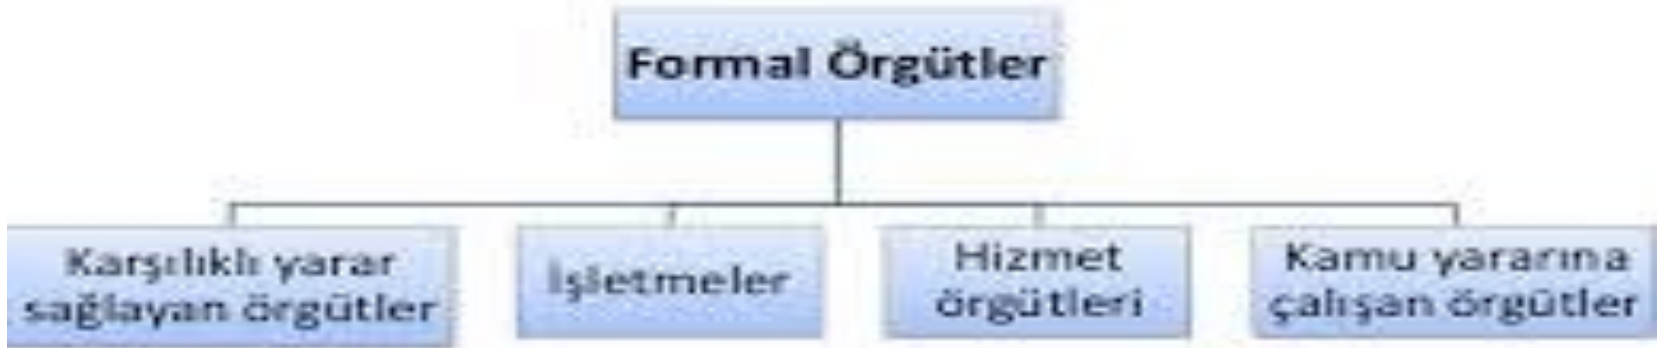 Formal Örgütler
Karşılıklı yarar
sağlayan örgütler
İşletmeler
Hizmet
örgütleri
Kamu yararına
çalışan örgütler